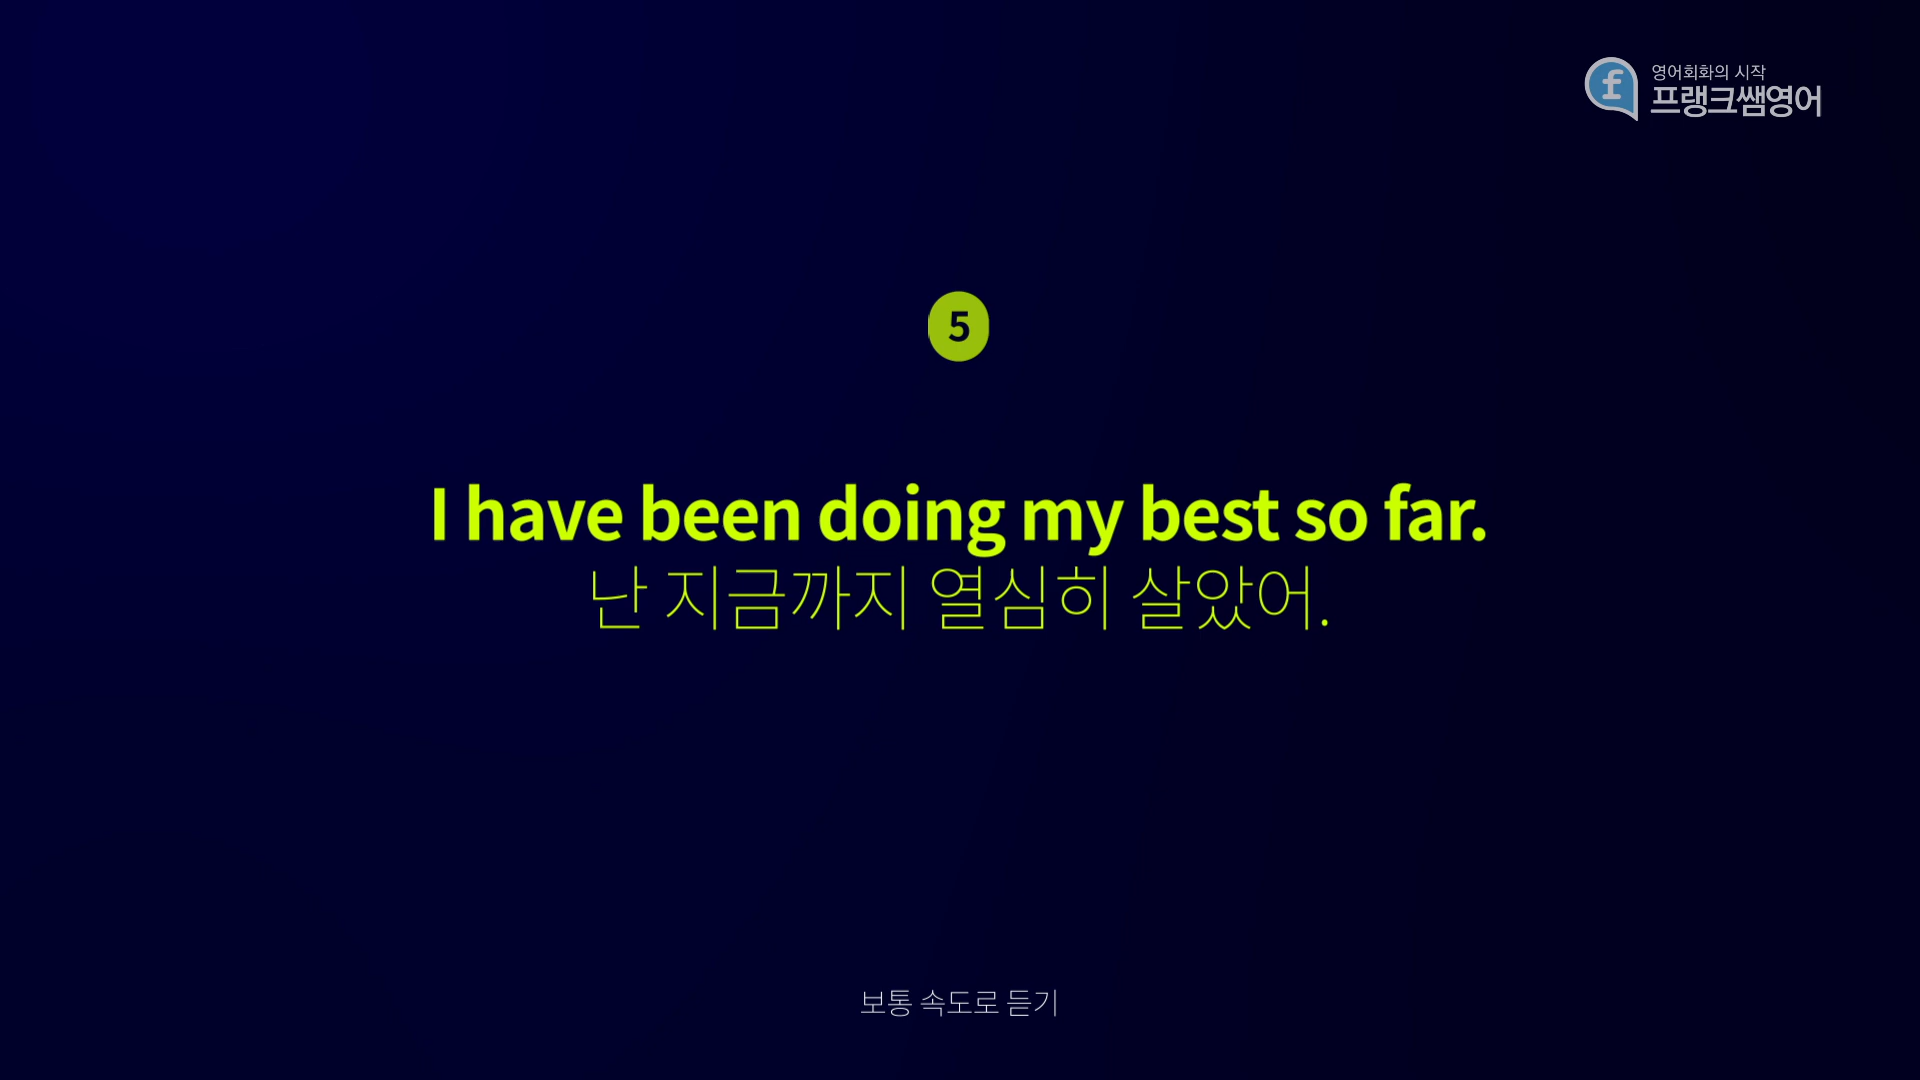 영어회화의 시작
프랭크쌤영어
5
I have been doing my best so far.
난 지금까지 열심히 살았어.
보통 속도로 듣기